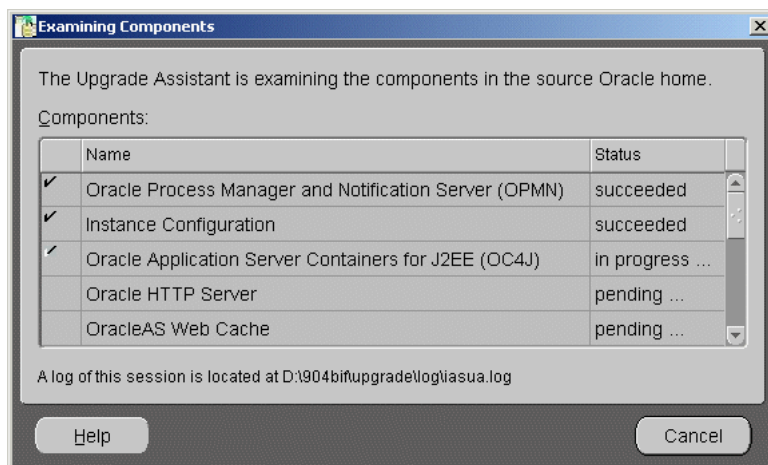 Examining Components
The Upgrade Assistant is examining the components in the source Oracle home.
Components:
Name Status
Oracle Process Manager and Notification Server (OPMN) succeeded
Instance Configuration succeeded
Oracle Application Server Containers for J2EE (OC4J) in progress ...
Oracle HTTP Server pending ...
OracleAS Web Cache pending ...
A log of this session is located at D:\904bif\upgrade\log\iasua.log
Help Cancel